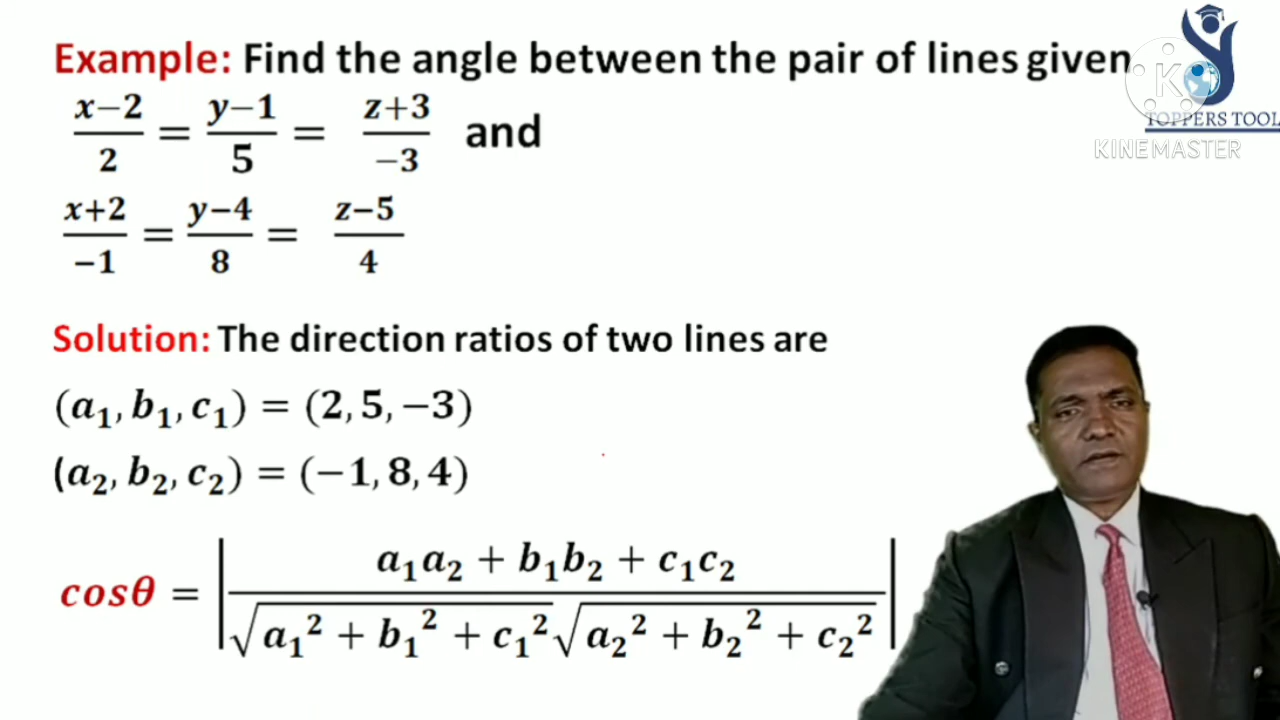 Example: Find the angle between the pair of lines given
x−2/2 = y−1/5 = z+3/−3 and
x+2/−1 = y−4/8 = z−5/4
Solution: The direction ratios of two lines are
(a₁, b₁, c₁) = (2, 5, −3)
(a₂, b₂, c₂) = (−1, 8, 4)
cosθ = | a₁a₂ + b₁b₂ + c₁c₂ / √a₁² + b₁² + c₁² √a₂² + b₂² + c₂² |
K
TOPPERS TOOL
KINEMASTER